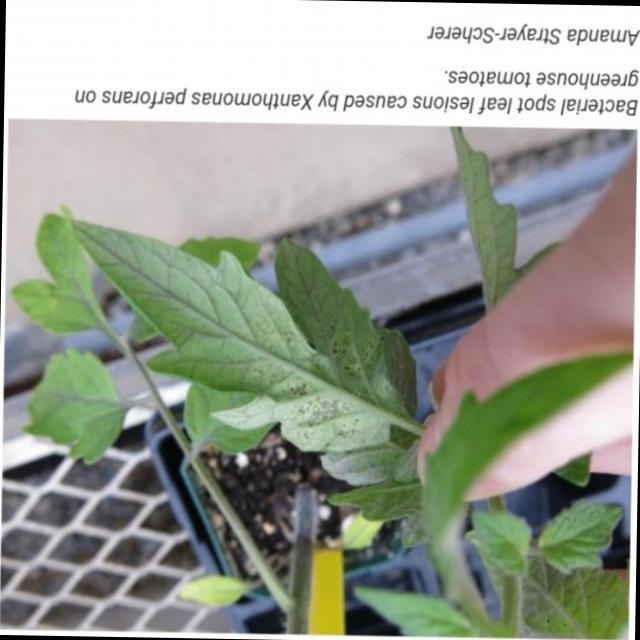 Bacterial spot leaf lesions caused by Xanthomonas perforans on
greenhouse tomatoes.
Amanda Strayer-Scherer